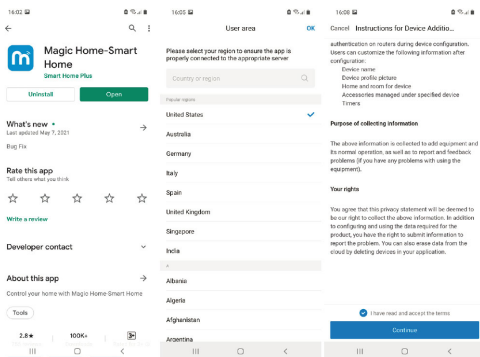 16:02
Magic Home-Smart
Home
Smart Home Plus
Uninstall
Open
What's new •
Last updated May 7, 2021
Bug Fix
Rate this app
Tell others what you think
Write a review
Developer contact
About this app
Control your home with Magic Home-Smart Home
Tools
2.8★
100K+
3+
16:05
User area
OK
Please select your region to ensure the app is
properly connected to the appropriate server
Country or region
Popular regions
United States
Australia
Germany
Italy
Spain
United Kingdom
Singapore
India
A
Albania
Algeria
Afghanistan
Argentina
16:08
Cancel
Instructions for Device Additio...
authentication on routers during device configuration.
Users can customize the following information after
configuration:
Device name
Device profile picture
Home and room for device
Accessories managed under specified device
Timers
Purpose of collecting information
The above information is collected to add equipment and
its normal operation, as well as to report and feedback
problems (if you have any problems with using the
equipment).
Your rights
You agree that this privacy statement will be deemed to
be our right to collect the above information. In addition
to configuring and using the data required for the
product, you have the right to submit information to
report the problem. You can also erase data from the
cloud by deleting devices in your application.
I have read and accept the terms
Continue